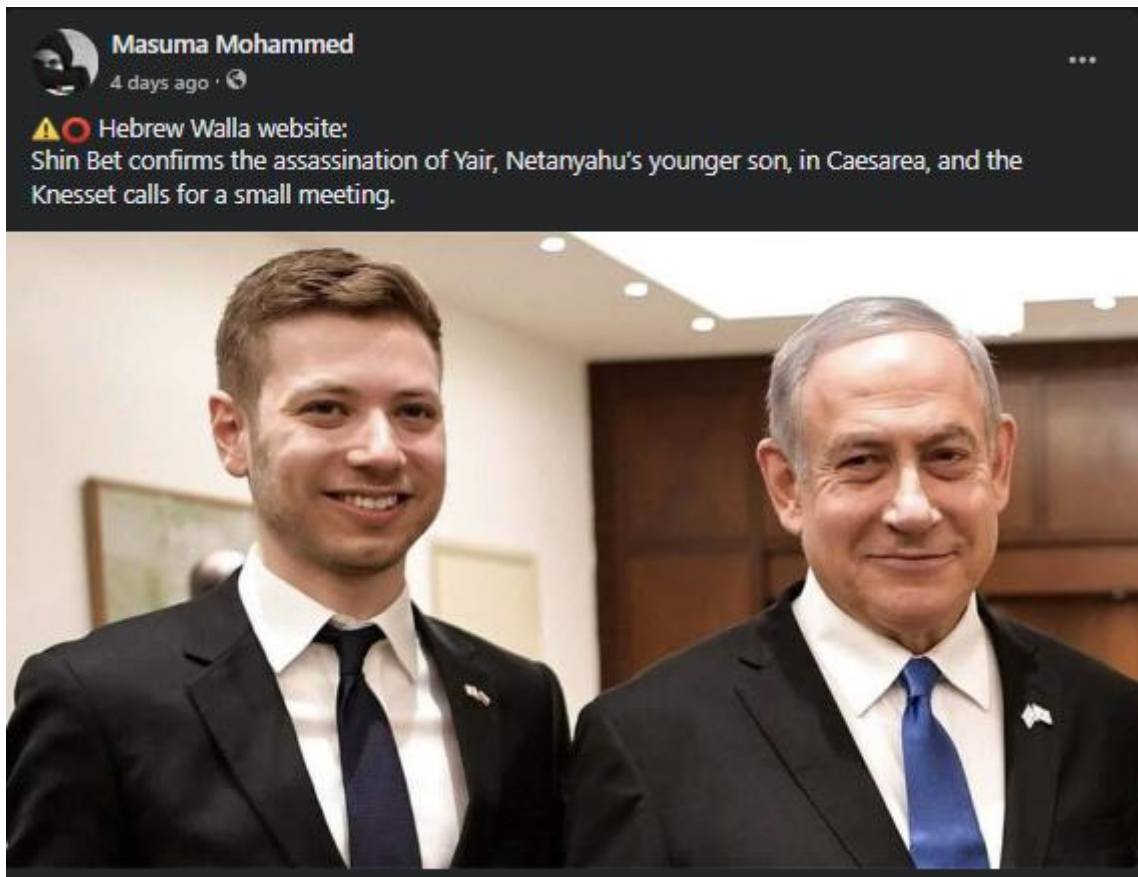 Masuma Mohammed
4 days ago ·
Hebrew Walla website:
Shin Bet confirms the assassination of Yair, Netanyahu's younger son, in Caesarea, and the
Knesset calls for a small meeting.